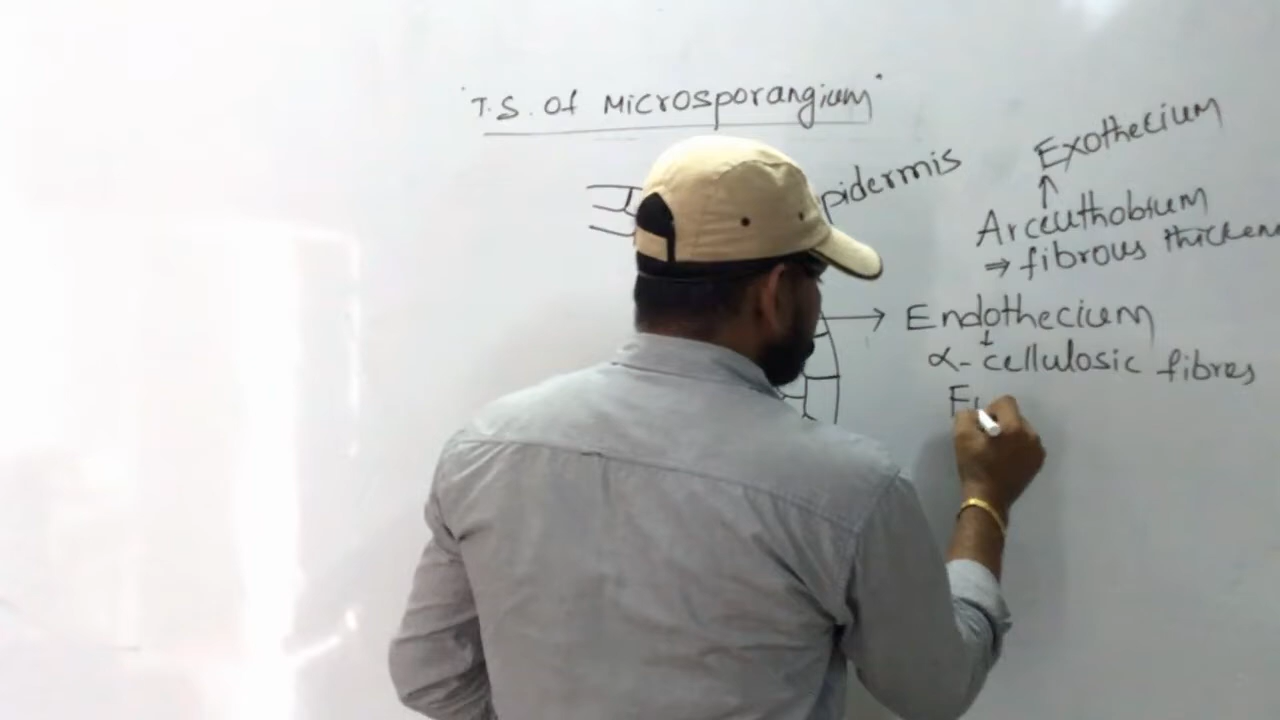 "T.S. Of Microsporangium"
Exothecium
pidermis
Arceuthobium
⇒ fibrous thicken
→ Endothecium
α-cellulosic fibres